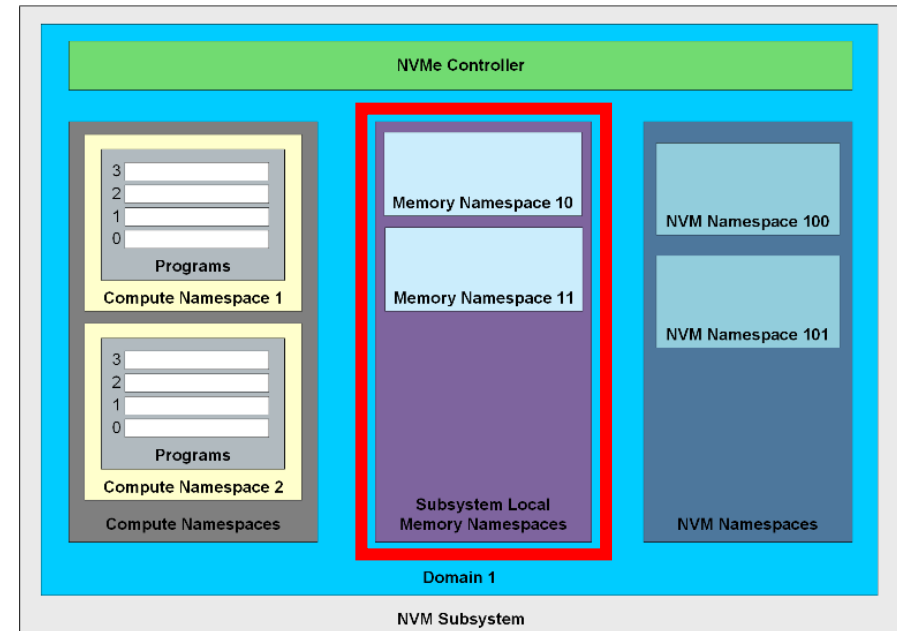 NVMe Controller
3
2
1
0
Programs
Compute Namespace 1
3
2
1
0
Programs
Compute Namespace 2
Compute Namespaces
Memory Namespace 10
Memory Namespace 11
Subsystem Local
Memory Namespaces
NVM Namespace 100
NVM Namespace 101
NVM Namespaces
Domain 1
NVM Subsystem